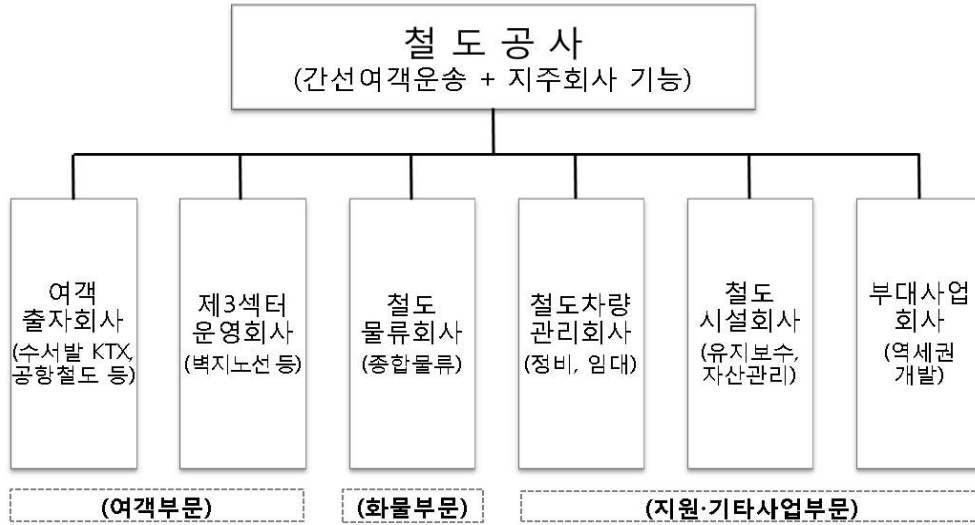 철 도 공 사
(간선여객운송 + 지주회사 기능)
여객
출자회사
(수서발 KTX,
공항철도 등)
제3섹터
운영회사
(벽지노선 등)
철도
물류회사
(종합물류)
철도차량
관리회사
(정비, 임대)
철도
시설회사
(유지보수,
자산관리)
부대사업
회사
(역세권
개발)
(여객부문)
(화물부문)
(지원·기타사업부문)